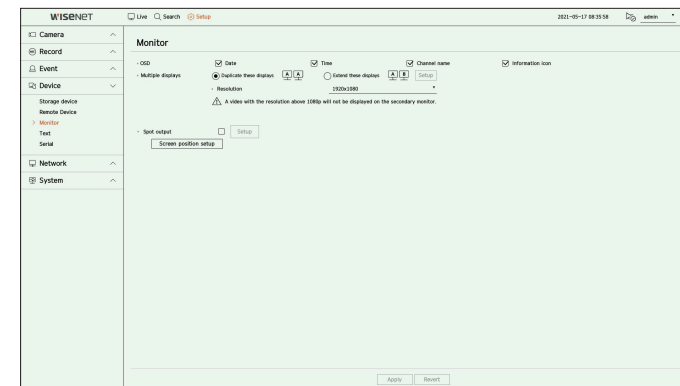 WISENET
Live Search Setup 2021-05-17 08:35:58 admin
Camera
Record
Event
Device
Storage device
Remote Device
> Monitor
Text
Serial
Network
System
Monitor
· OSD Date Time Channel name Information icon
· Multiple displays Duplicate these displays A A Extend these displays A B Setup
· Resolution 1920x1080
A video with the resolution above 1080p will not be displayed on the secondary monitor.
· Spot output Setup
Screen position setup
Apply Revert